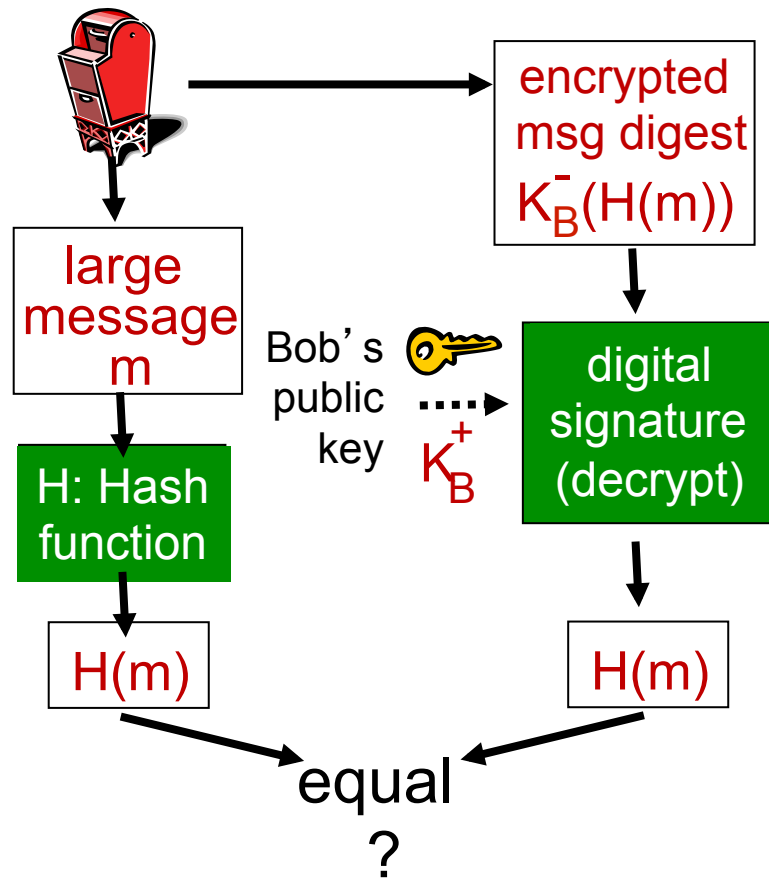 encrypted
msg digest
K_B^-(H(m))
large
message
m
Bob's
public
key
K_B^+
digital
signature
(decrypt)
H: Hash
function
H(m)
H(m)
equal
?